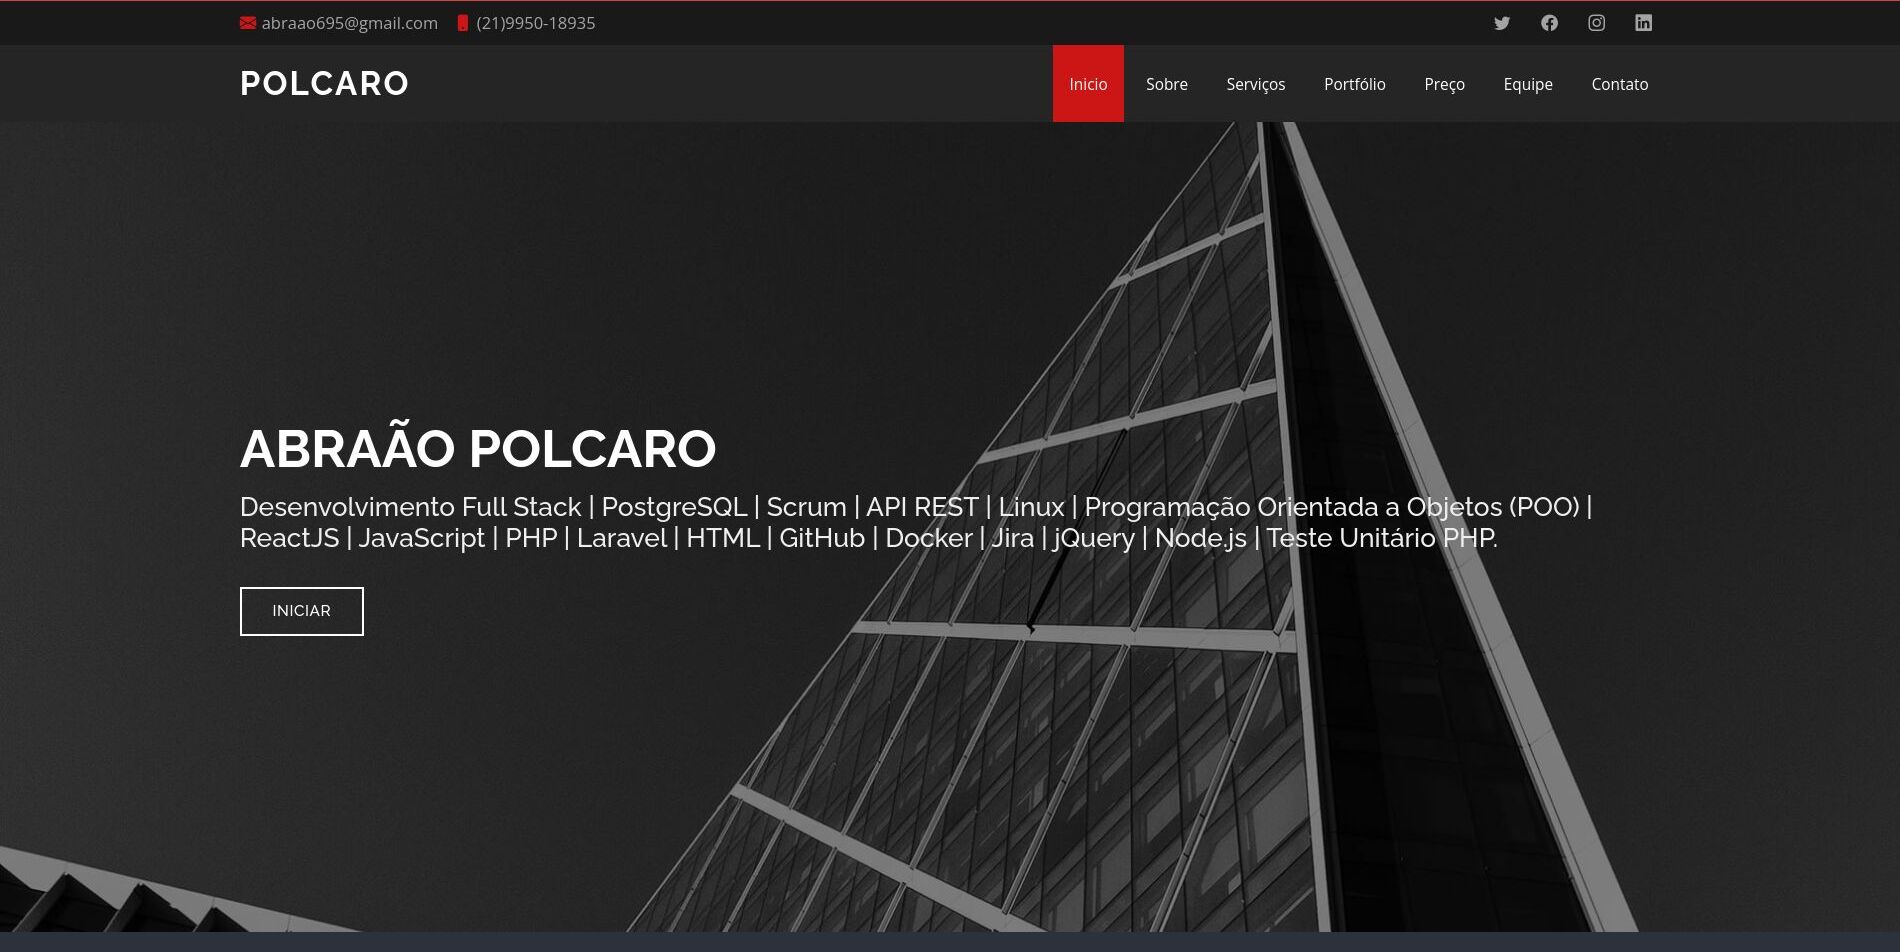 abraao695@gmail.com (21)9950-18935
POLCARO
Inicio Sobre Serviços Portfólio Preço Equipe Contato
ABRAÃO POLCARO
Desenvolvimento Full Stack | PostgreSQL | Scrum | API REST | Linux | Programação Orientada a Objetos (POO) |
ReactJS | JavaScript | PHP | Laravel | HTML | GitHub | Docker | Jira | jQuery | Node.js | Teste Unitário PHP.
INICIAR